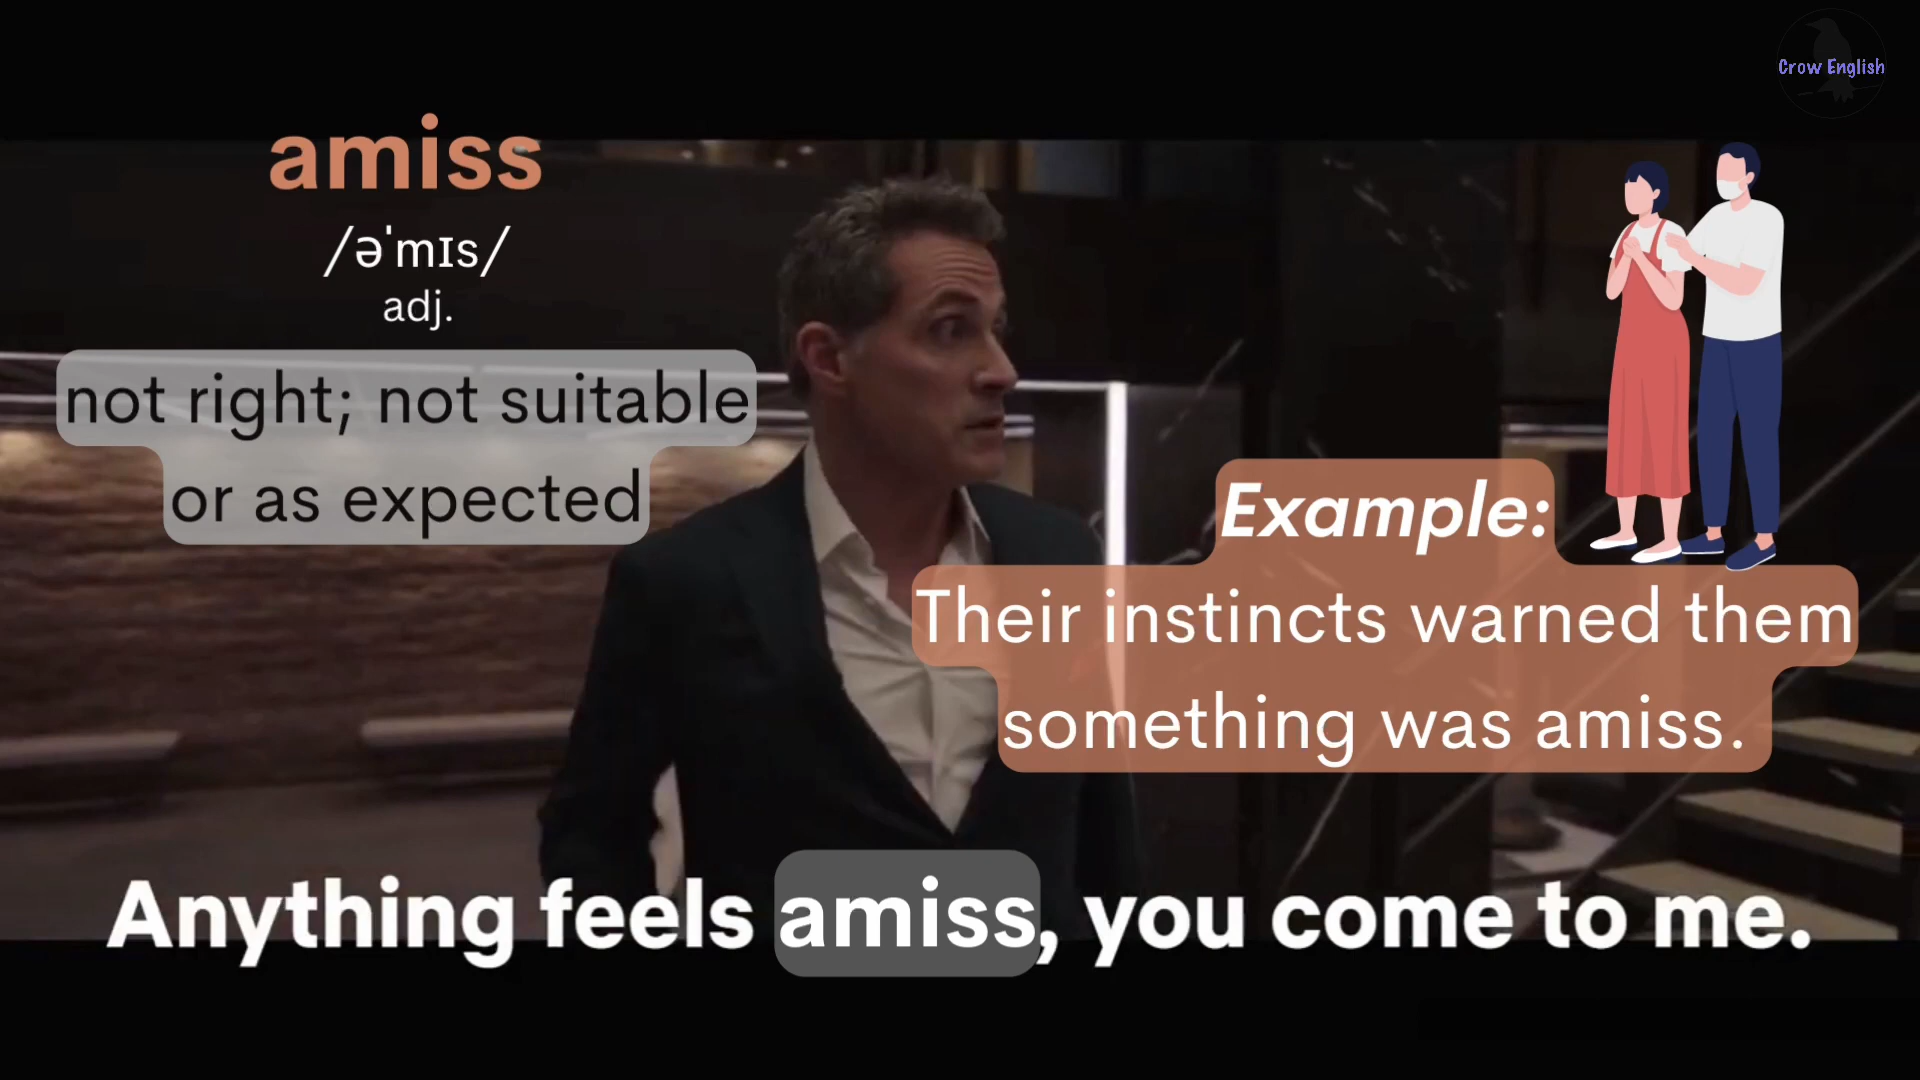 Crow English
amiss
/əˈmɪs/
adj.
not right; not suitable
or as expected
Example:
Their instincts warned them
something was amiss.
Anything feels amiss, you come to me.